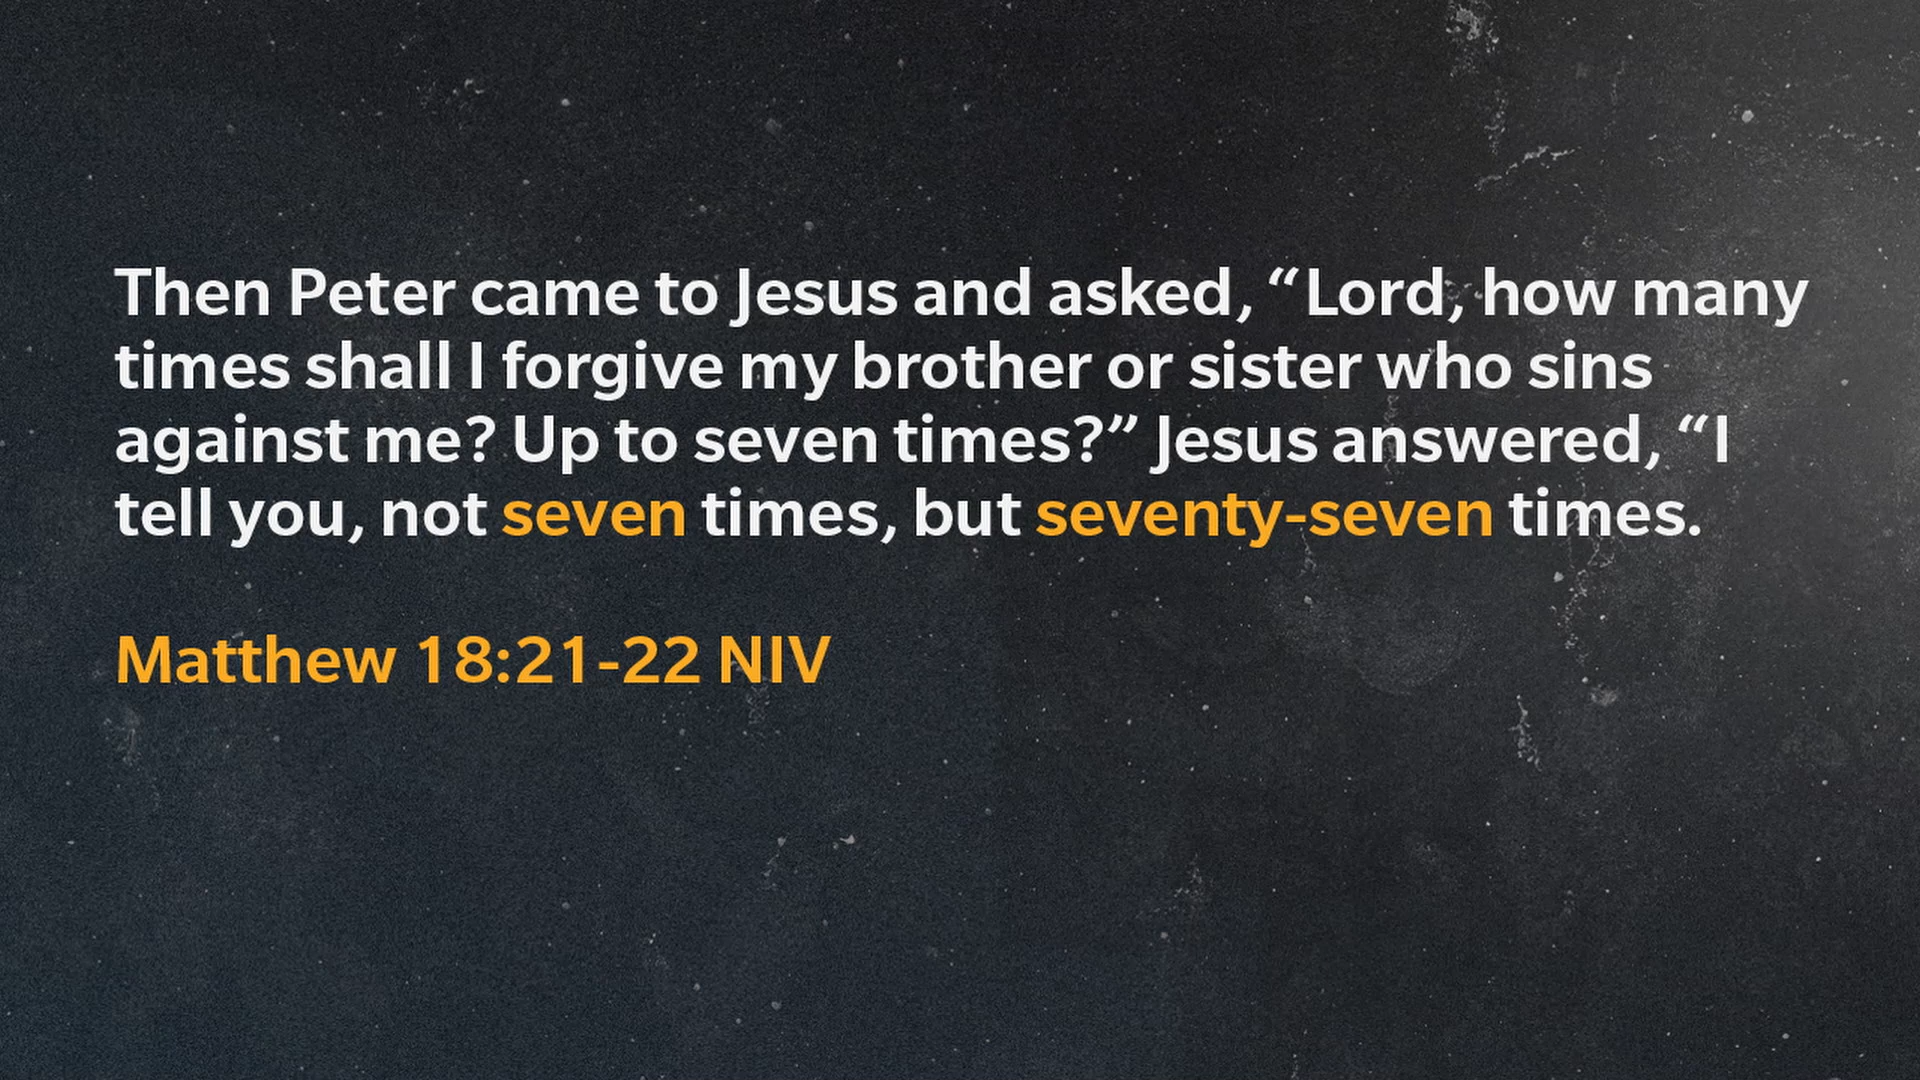 Then Peter came to Jesus and asked, “Lord, how many
times shall I forgive my brother or sister who sins
against me? Up to seven times?” Jesus answered, “I
tell you, not seven times, but seventy-seven times.
Matthew 18:21-22 NIV